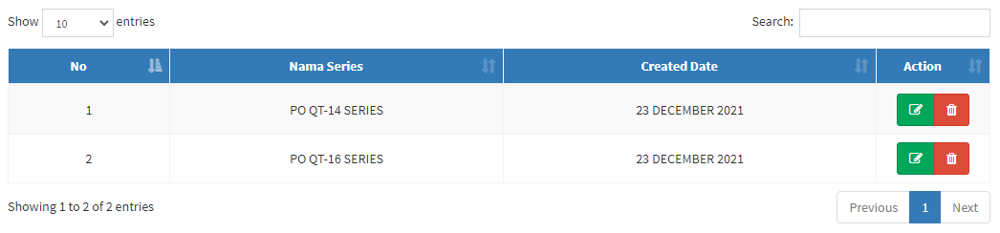 Show 10 entries Search:
No Nama Series Created Date Action
1 PO QT-14 SERIES 23 DECEMBER 2021
2 PO QT-16 SERIES 23 DECEMBER 2021
Showing 1 to 2 of 2 entries Previous 1 Next